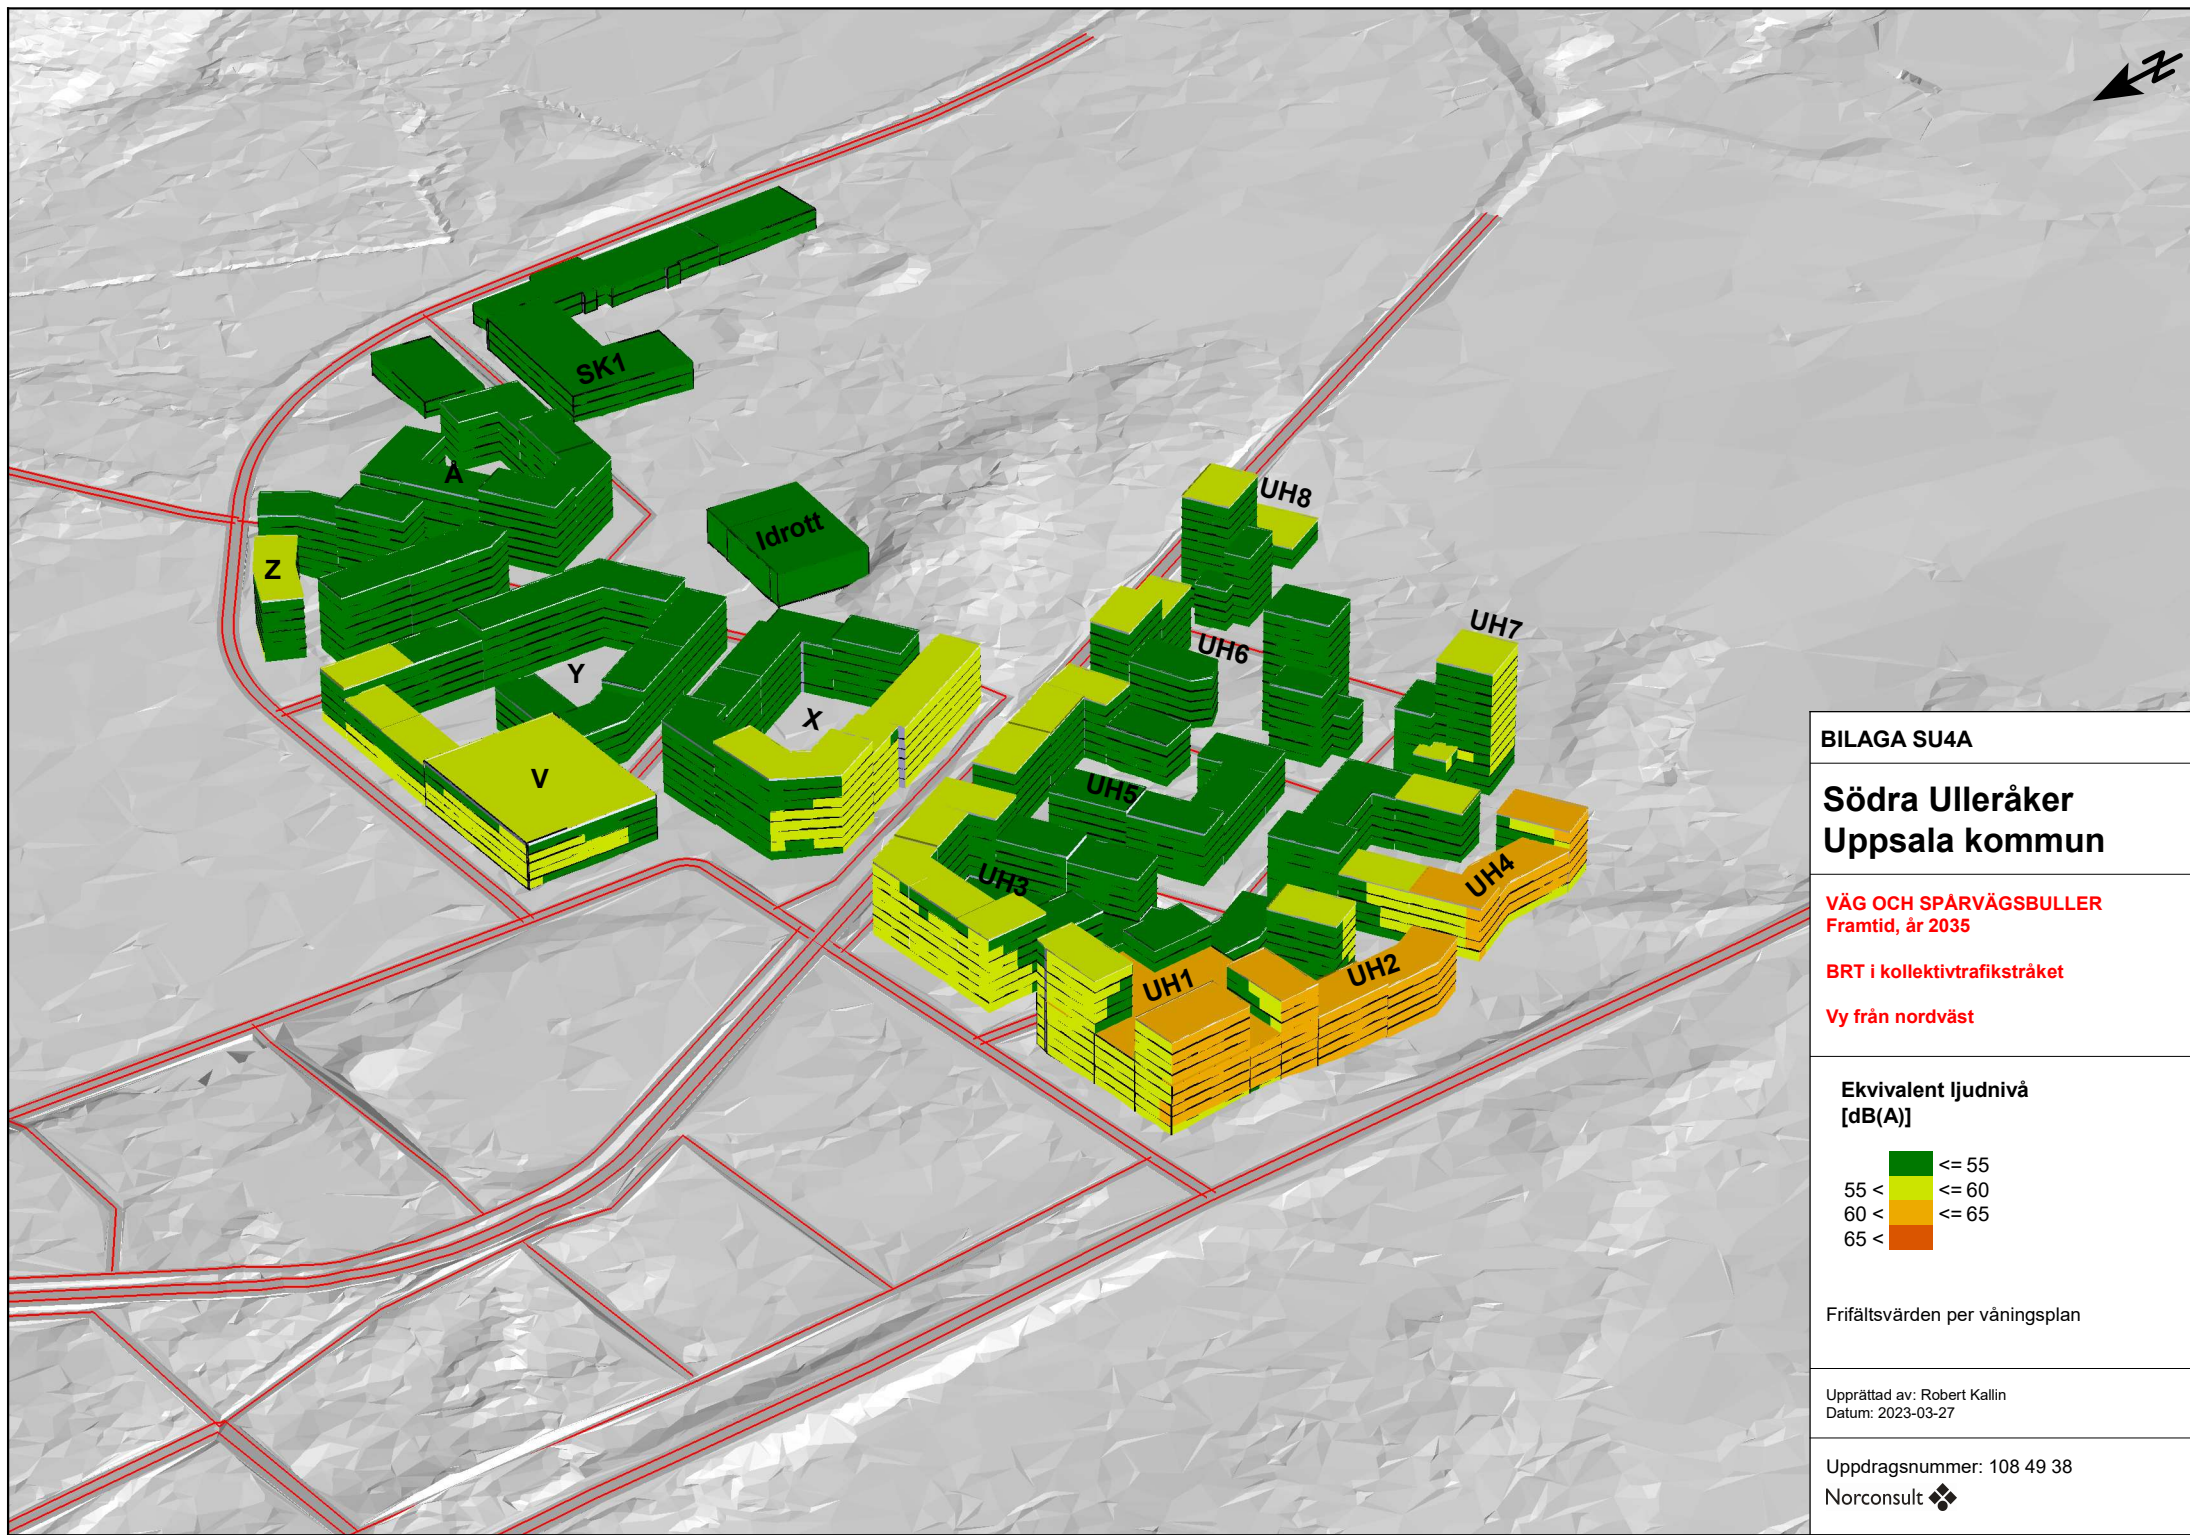 N
SK1
Å
Idrott
UH8
Z
UH7
UH6
Y
X
V
UH5
UH3
UH4
UH1
UH2
BILAGA SU4A
Södra Ulleråker
Uppsala kommun
VÄG OCH SPÅRVÄGSBULLER
Framtid, år 2035
BRT i kollektivtrafikstråket
Vy från nordväst
Ekvivalent ljudnivå
[dB(A)]
<= 55
55 < <= 60
60 < <= 65
65 <
Frifältsvärden per våningsplan
Upprättad av: Robert Kallin
Datum: 2023-03-27
Uppdragsnummer: 108 49 38
Norconsult